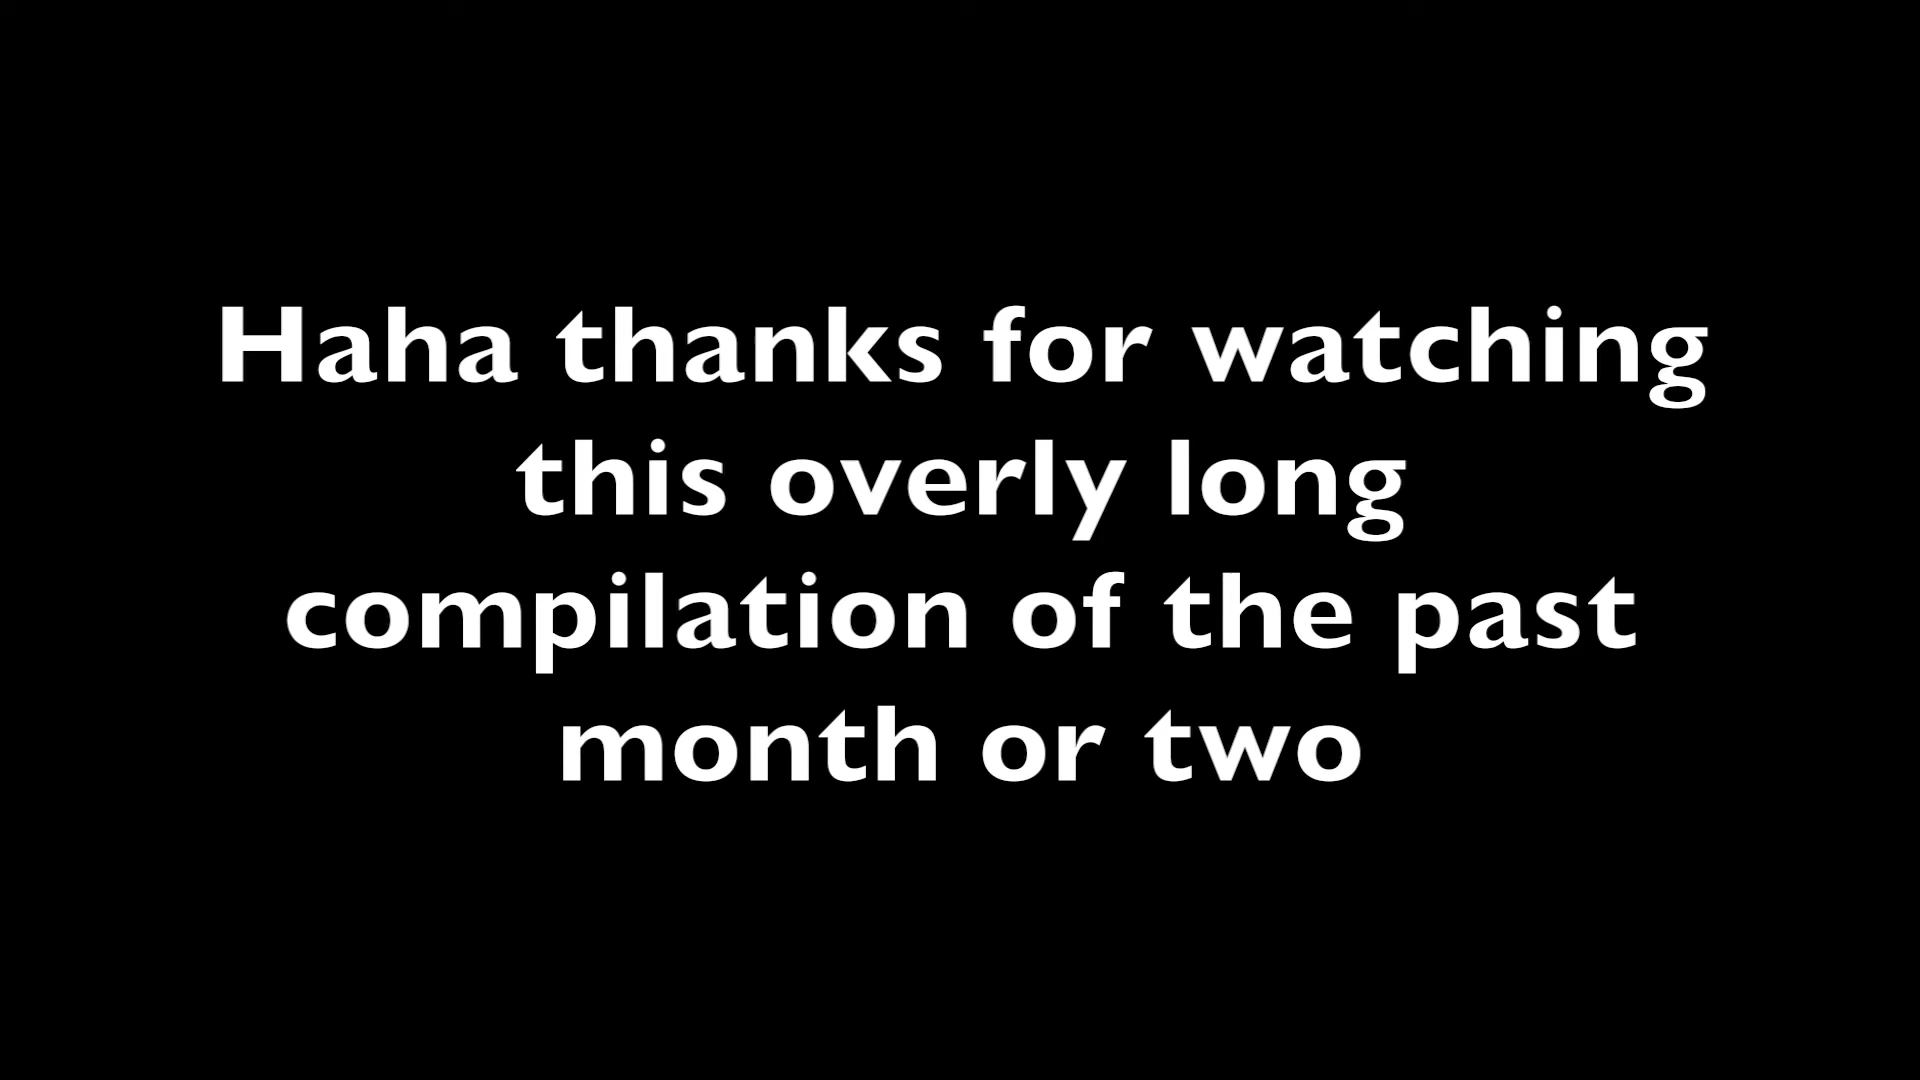 Haha thanks for watching
this overly long
compilation of the past
month or two